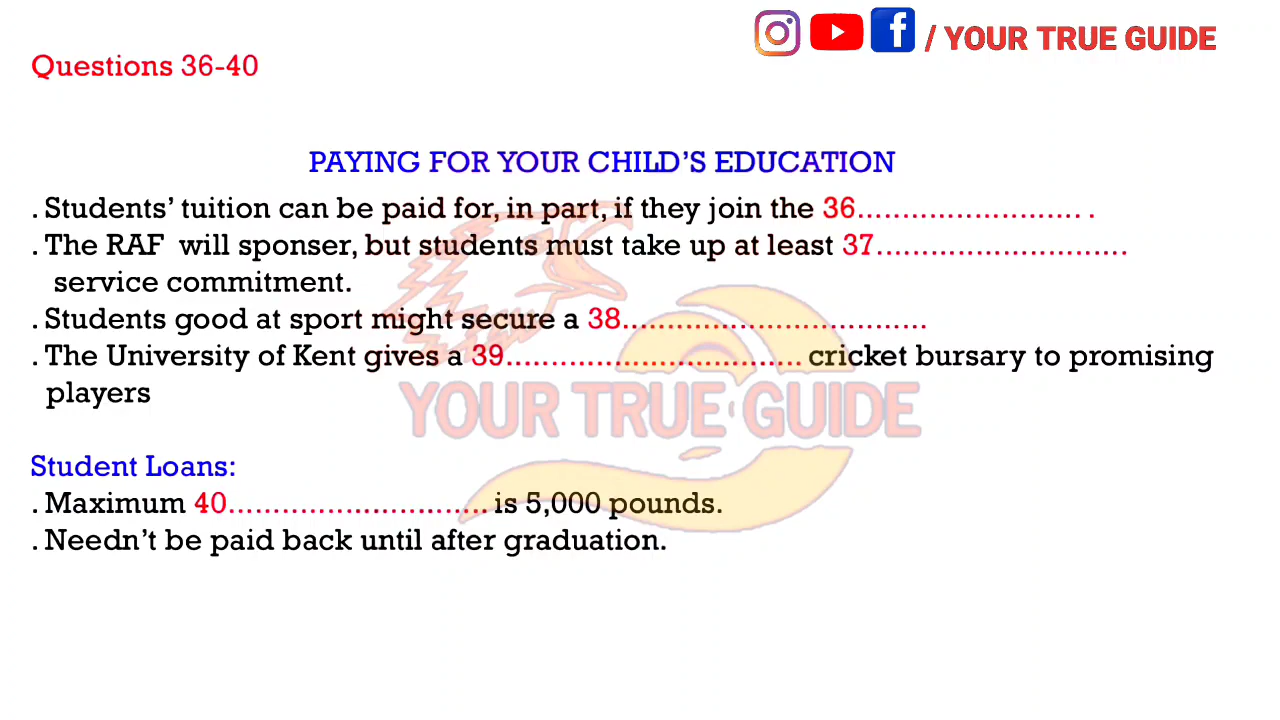 / YOUR TRUE GUIDE
Questions 36-40
PAYING FOR YOUR CHILD'S EDUCATION
. Students' tuition can be paid for, in part, if they join the 36......................... .
. The RAF will sponser, but students must take up at least 37............................
service commitment.
. Students good at sport might secure a 38..................................
. The University of Kent gives a 39................................. cricket bursary to promising
players
YOUR TRUE GUIDE
Student Loans:
. Maximum 40............................. is 5,000 pounds.
. Needn't be paid back until after graduation.